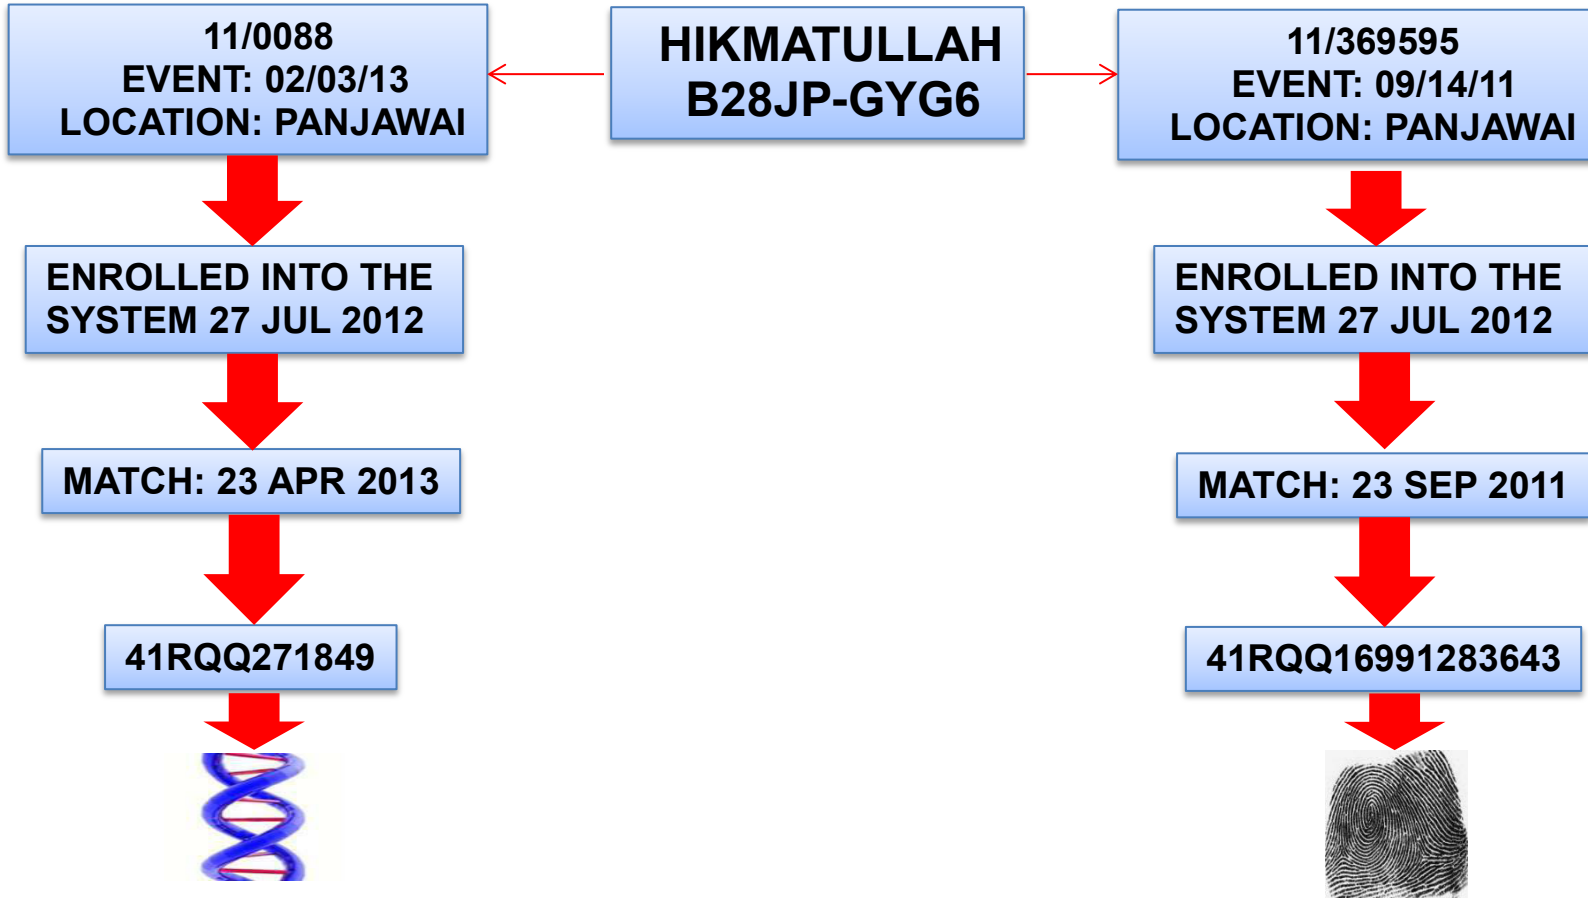 HIKMATULLAH
B28JP-GYG6
11/0088
EVENT: 02/03/13
LOCATION: PANJAWAI
ENROLLED INTO THE
SYSTEM 27 JUL 2012
MATCH: 23 APR 2013
41RQQ271849
11/369595
EVENT: 09/14/11
LOCATION: PANJAWAI
ENROLLED INTO THE
SYSTEM 27 JUL 2012
MATCH: 23 SEP 2011
41RQQ16991283643